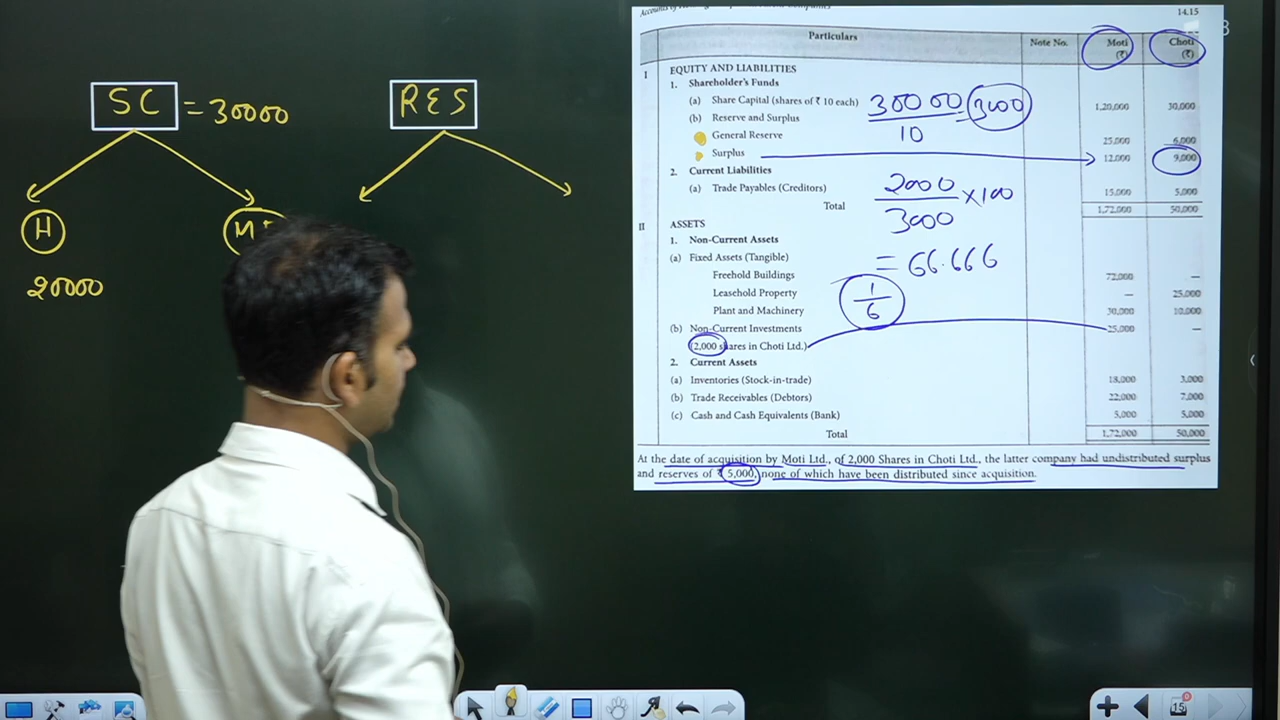 SC = 30000
RES
H
20000
14.15
Particulars Note No. Moti (₹) Choti (₹)
I EQUITY AND LIABILITIES
1. Shareholder's Funds
(a) Share Capital (shares of ₹ 10 each) 1,20,000 30,000
(b) Reserve and Surplus
General Reserve 25,000 6,000
Surplus 12,000 9,000
2. Current Liabilities
(a) Trade Payables (Creditors) 15,000 5,000
Total 1,72,000 50,000
II ASSETS
1. Non-Current Assets
(a) Fixed Assets (Tangible)
Freehold Buildings 72,000 —
Leasehold Property — 25,000
Plant and Machinery 30,000 10,000
(b) Non-Current Investments 25,000 —
(2,000 shares in Choti Ltd.)
2. Current Assets
(a) Inventories (Stock-in-trade) 18,000 3,000
(b) Trade Receivables (Debtors) 22,000 7,000
(c) Cash and Cash Equivalents (Bank) 5,000 5,000
Total 1,72,000 50,000
At the date of acquisition by Moti Ltd., of 2,000 Shares in Choti Ltd., the latter company had undistributed surplus
and reserves of ₹ 5,000, none of which have been distributed since acquisition.
30000 = 3000
10
2000 ×100
3000
= 66.666
1
6
15